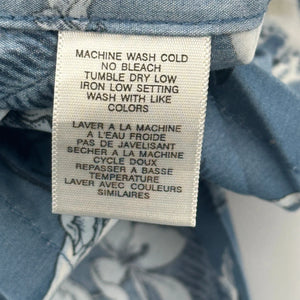 MACHINE WASH COLD
NO BLEACH
TUMBLE DRY LOW
IRON LOW SETTING
WASH WITH LIKE
COLORS
LAVER A LA MACHINE
A L'EAU FROIDE
PAS DE JAVELISANT
SECHER A LA MACHINE
CYCLE DOUX
REPASSER A BASSE
TEMPERATURE
LAVER AVEC COULEURS
SIMILAIRES